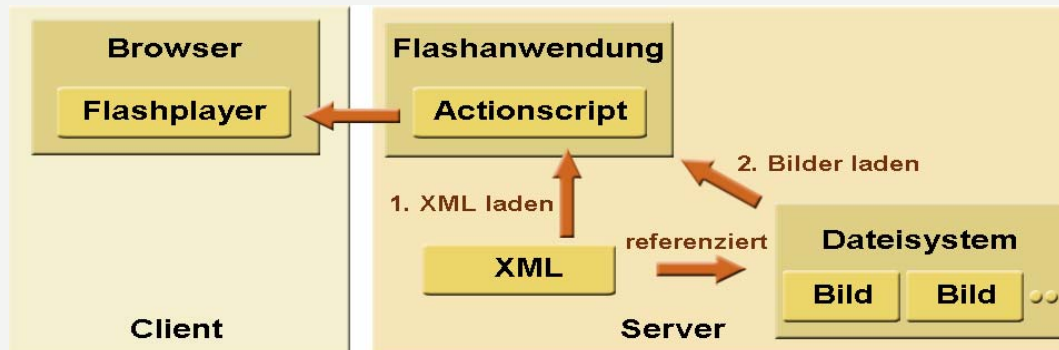 Browser
Flashplayer
Client
Flashanwendung
Actionscript
1. XML laden
2. Bilder laden
XML
referenziert
Dateisystem
Bild
Bild
Server